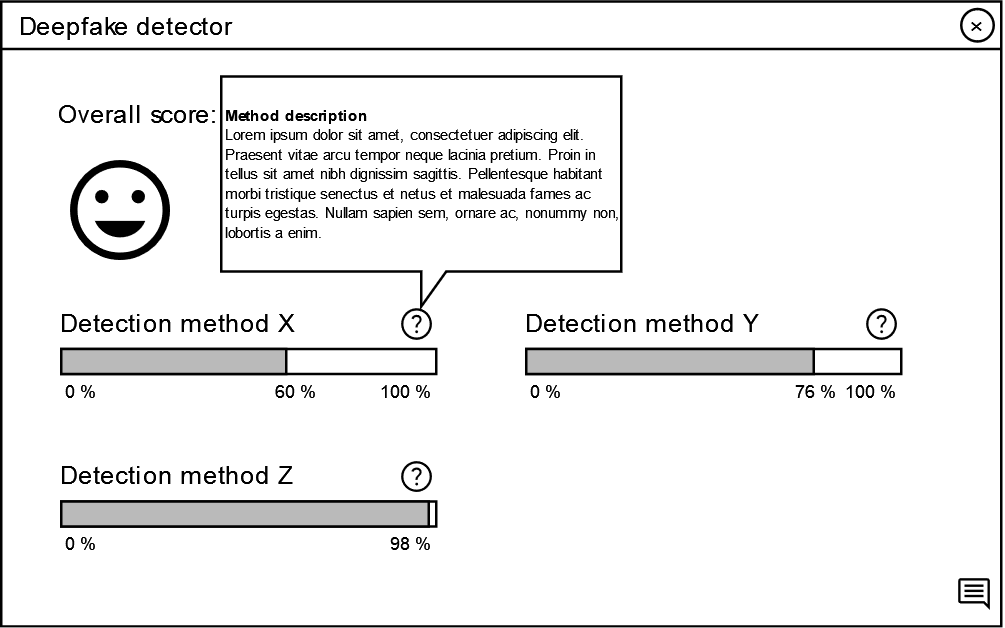 Deepfake detector
Overall score:
Method description
Lorem ipsum dolor sit amet, consectetuer adipiscing elit.
Praesent vitae arcu tempor neque lacinia pretium. Proin in
tellus sit amet nibh dignissim sagittis. Pellentesque habitant
morbi tristique senectus et netus et malesuada fames ac
turpis egestas. Nullam sapien sem, ornare ac, nonummy non,
lobortis a enim.
Detection method X ?
0 % 60 % 100 %
Detection method Y ?
0 % 76 % 100 %
Detection method Z ?
0 % 98 %